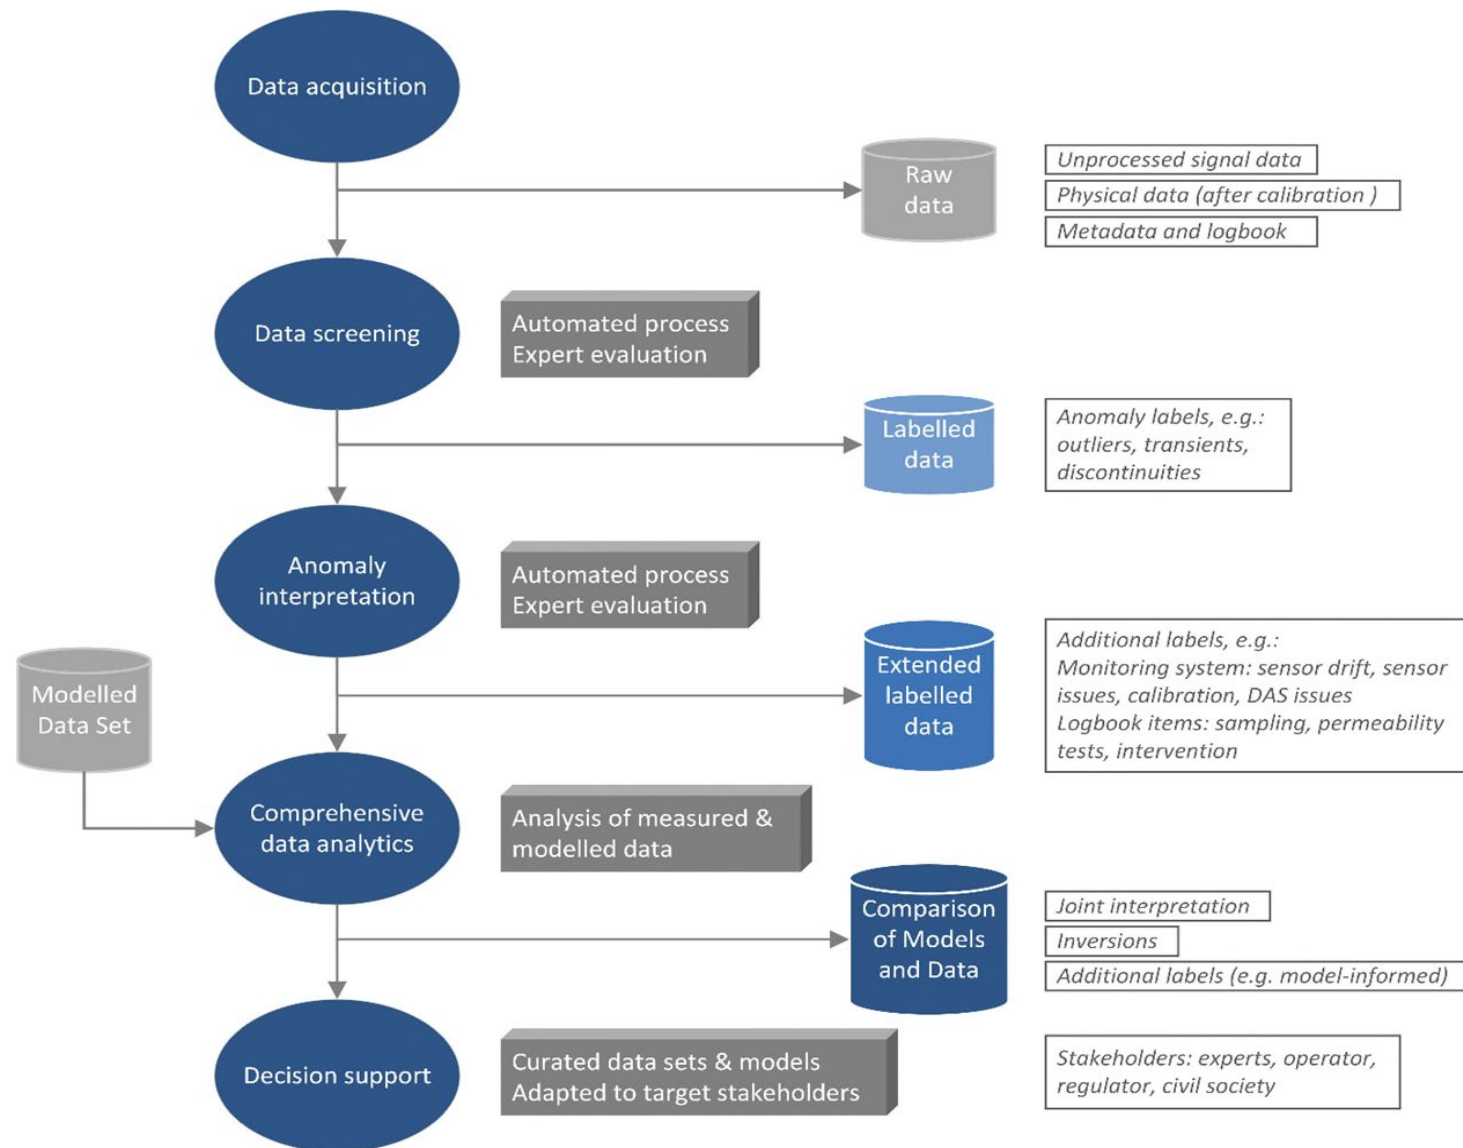 Data acquisition
Raw
data
Unprocessed signal data
Physical data (after calibration )
Metadata and logbook
Data screening
Automated process
Expert evaluation
Labelled
data
Anomaly labels, e.g.:
outliers, transients,
discontinuities
Anomaly
interpretation
Automated process
Expert evaluation
Extended
labelled
data
Additional labels, e.g.:
Monitoring system: sensor drift, sensor
issues, calibration, DAS issues
Logbook items: sampling, permeability
tests, intervention
Modelled
Data Set
Comprehensive
data analytics
Analysis of measured &
modelled data
Comparison
of Models
and Data
Joint interpretation
Inversions
Additional labels (e.g. model-informed)
Decision support
Curated data sets & models
Adapted to target stakeholders
Stakeholders: experts, operator,
regulator, civil society